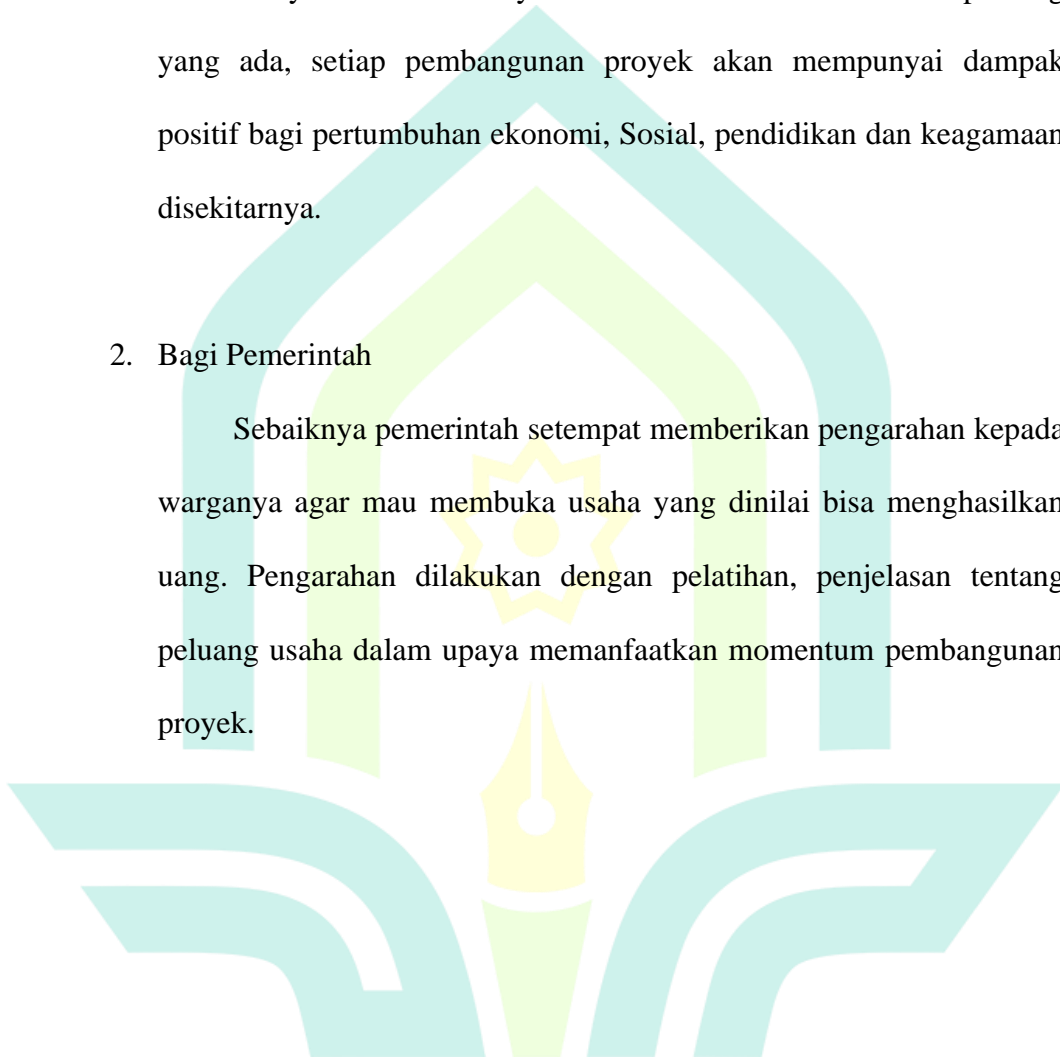 yang ada, setiap pembangunan proyek akan mempunyai dampak
positif bagi pertumbuhan ekonomi, Sosial, pendidikan dan keagamaan
disekitarnya.
2. Bagi Pemerintah
Sebaiknya pemerintah setempat memberikan pengarahan kepada
warganya agar mau membuka usaha yang dinilai bisa menghasilkan
uang. Pengarahan dilakukan dengan pelatihan, penjelasan tentang
peluang usaha dalam upaya memanfaatkan momentum pembangunan
proyek.